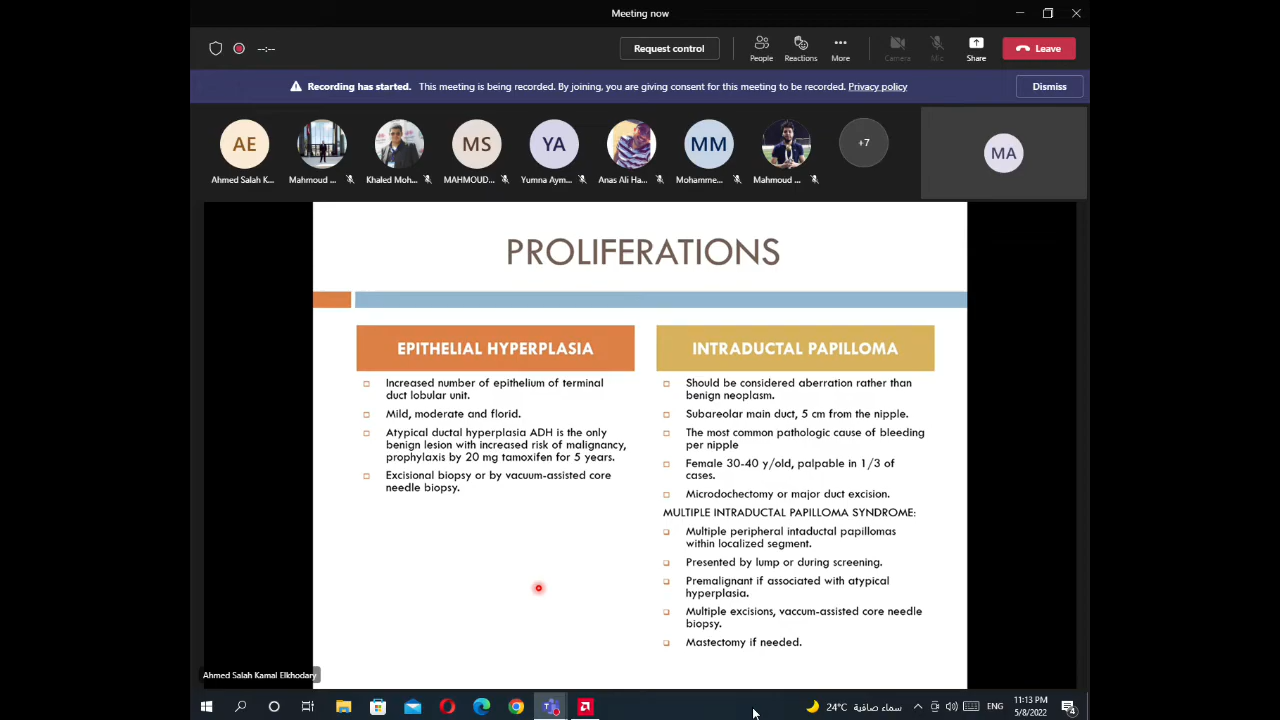 Meeting now
--:--
Request control
People
Reactions
More
Camera
Mic
Share
Leave
Recording has started. This meeting is being recorded. By joining, you are giving consent for this meeting to be recorded. Privacy policy
Dismiss
AE
MS
YA
MM
+7
MA
Ahmed Salah K...
Mahmoud ...
Khaled Moh...
MAHMOUD...
Yumna Aym...
Anas Ali Ha...
Mohamme...
Mahmoud ...
PROLIFERATIONS
EPITHELIAL HYPERPLASIA
Increased number of epithelium of terminal
duct lobular unit.
Mild, moderate and florid.
Atypical ductal hyperplasia ADH is the only
benign lesion with increased risk of malignancy,
prophylaxis by 20 mg tamoxifen for 5 years.
Excisional biopsy or by vacuum-assisted core
needle biopsy.
INTRADUCTAL PAPILLOMA
Should be considered aberration rather than
benign neoplasm.
Subareolar main duct, 5 cm from the nipple.
The most common pathologic cause of bleeding
per nipple
Female 30-40 y/old, palpable in 1/3 of
cases.
Microdochectomy or major duct excision.
MULTIPLE INTRADUCTAL PAPILLOMA SYNDROME:
Multiple peripheral intaductal papillomas
within localized segment.
Presented by lump or during screening.
Premalignant if associated with atypical
hyperplasia.
Multiple excisions, vaccum-assisted core needle
biopsy.
Mastectomy if needed.
Ahmed Salah Kamal Elkhodary
24°C سماء صافية
ENG
11:13 PM
5/8/2022
4